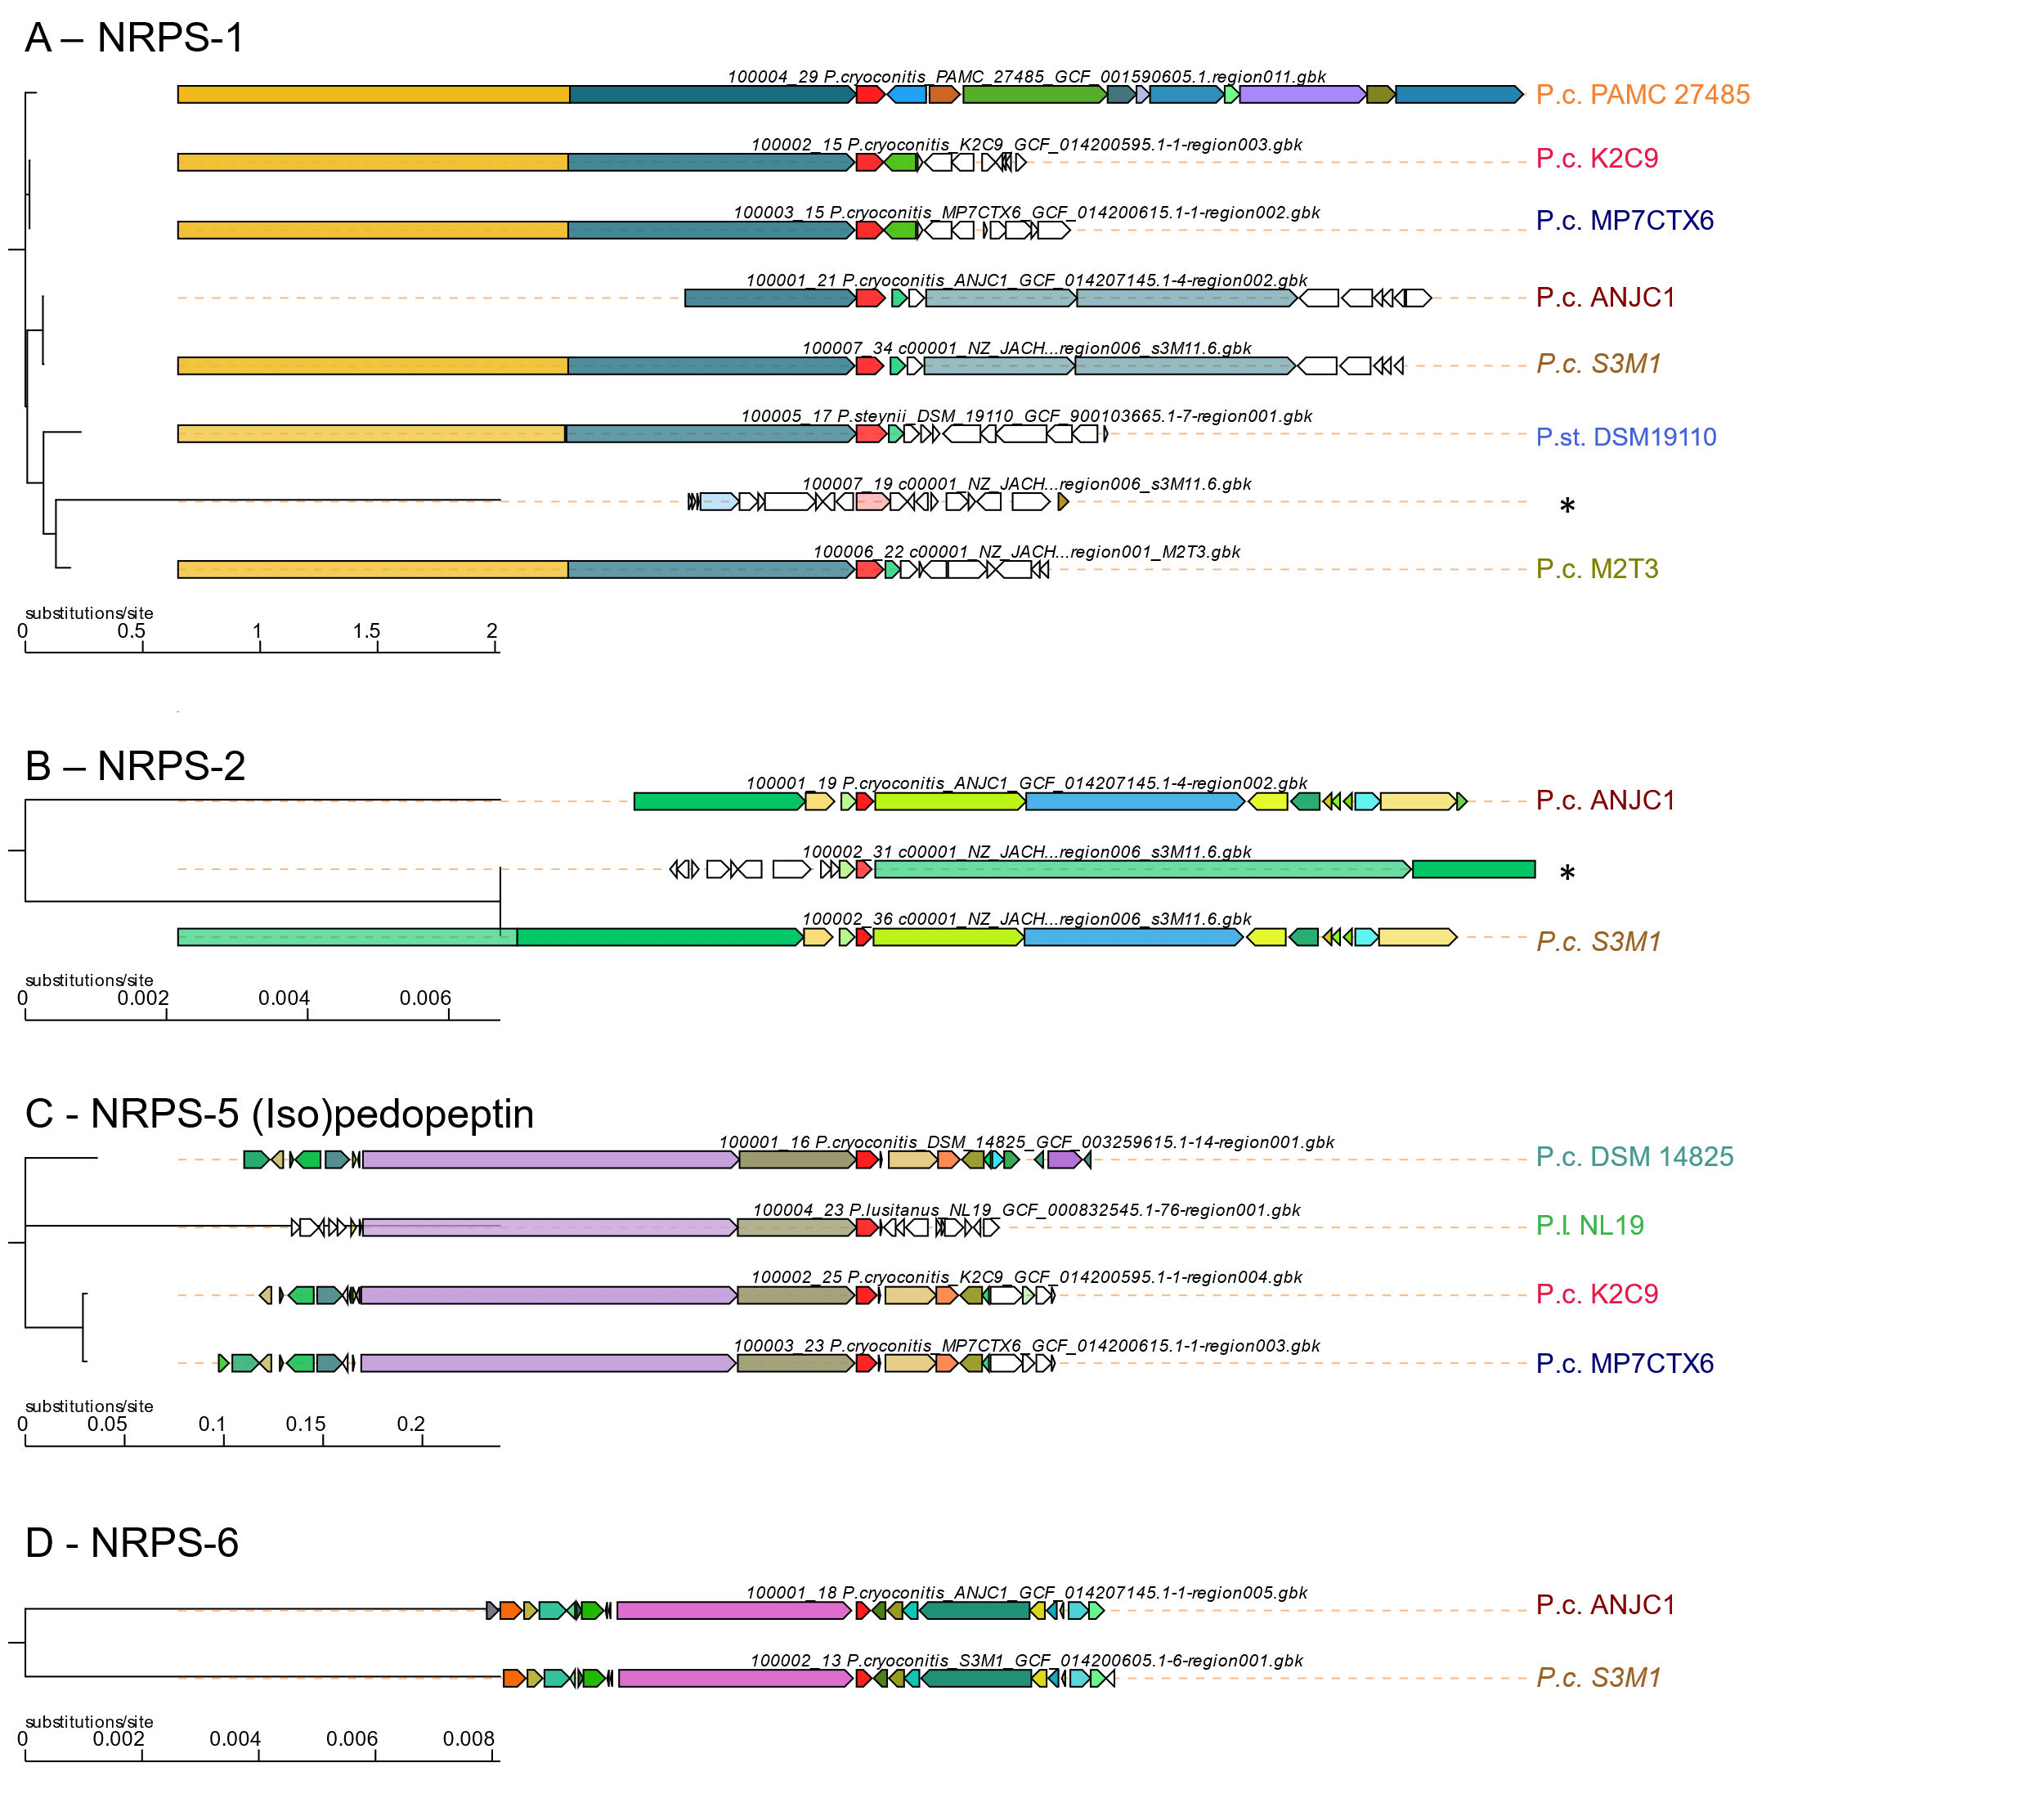 A – NRPS-1
100004_29 P.cryoconitis_PAMC_27485_GCF_001590605.1.region011.gbk
P.c. PAMC 27485
100002_15 P.cryoconitis_K2C9_GCF_014200595.1-1-region003.gbk
P.c. K2C9
100003_15 P.cryoconitis_MP7CTX6_GCF_014200615.1-1-region002.gbk
P.c. MP7CTX6
100001_21 P.cryoconitis_ANJC1_GCF_014207145.1-4-region002.gbk
P.c. ANJC1
100007_34 c00001_NZ_JACH...region006_s3M11.6.gbk
P.c. S3M1
100005_17 P.steynii_DSM_19110_GCF_900103665.1-7-region001.gbk
P.st. DSM19110
100007_19 c00001_NZ_JACH...region006_s3M11.6.gbk
*
100006_22 c00001_NZ_JACH...region001_M2T3.gbk
P.c. M2T3
substitutions/site
0 0.5 1 1.5 2
B – NRPS-2
100001_19 P.cryoconitis_ANJC1_GCF_014207145.1-4-region002.gbk
P.c. ANJC1
100002_31 c00001_NZ_JACH...region006_s3M11.6.gbk
*
100002_36 c00001_NZ_JACH...region006_s3M11.6.gbk
P.c. S3M1
substitutions/site
0 0.002 0.004 0.006
C - NRPS-5 (Iso)pedopeptin
100001_16 P.cryoconitis_DSM_14825_GCF_003259615.1-14-region001.gbk
P.c. DSM 14825
100004_23 P.lusitanus_NL19_GCF_000832545.1-76-region001.gbk
P.l. NL19
100002_25 P.cryoconitis_K2C9_GCF_014200595.1-1-region004.gbk
P.c. K2C9
100003_23 P.cryoconitis_MP7CTX6_GCF_014200615.1-1-region003.gbk
P.c. MP7CTX6
substitutions/site
0 0.05 0.1 0.15 0.2
D - NRPS-6
100001_18 P.cryoconitis_ANJC1_GCF_014207145.1-1-region005.gbk
P.c. ANJC1
100002_13 P.cryoconitis_S3M1_GCF_014200605.1-6-region001.gbk
P.c. S3M1
substitutions/site
0 0.002 0.004 0.006 0.008